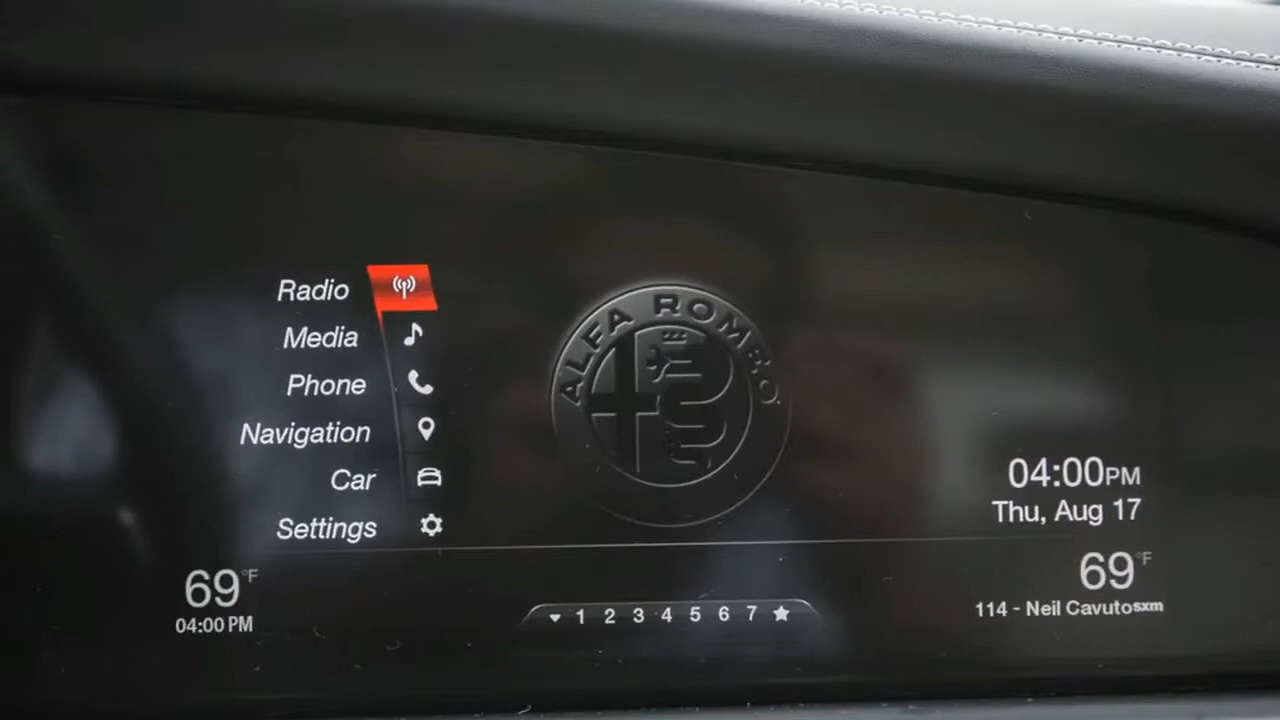 Radio
Media
Phone
Navigation
Car
Settings
ALFA ROMEO
04:00PM
Thu, Aug 17
69°F
04:00 PM
1 2 3 4 5 6 7
69°F
114 - Neil Cavutosxm